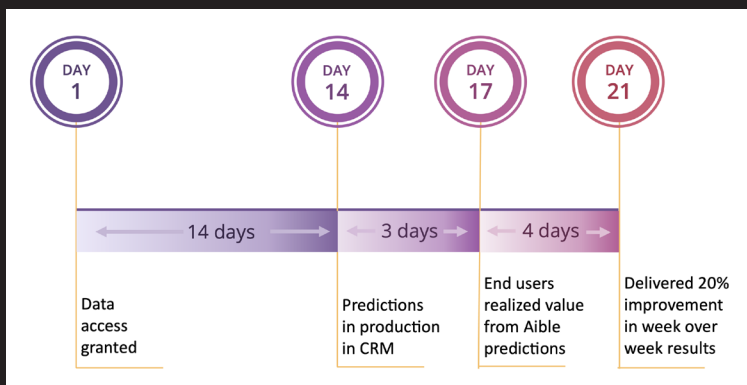 DAY
1
DAY
14
DAY
17
DAY
21
14 days
3 days
4 days
Data
access
granted
Predictions
in production
in CRM
End users
realized value
from Aible
predictions
Delivered 20%
improvement
in week over
week results